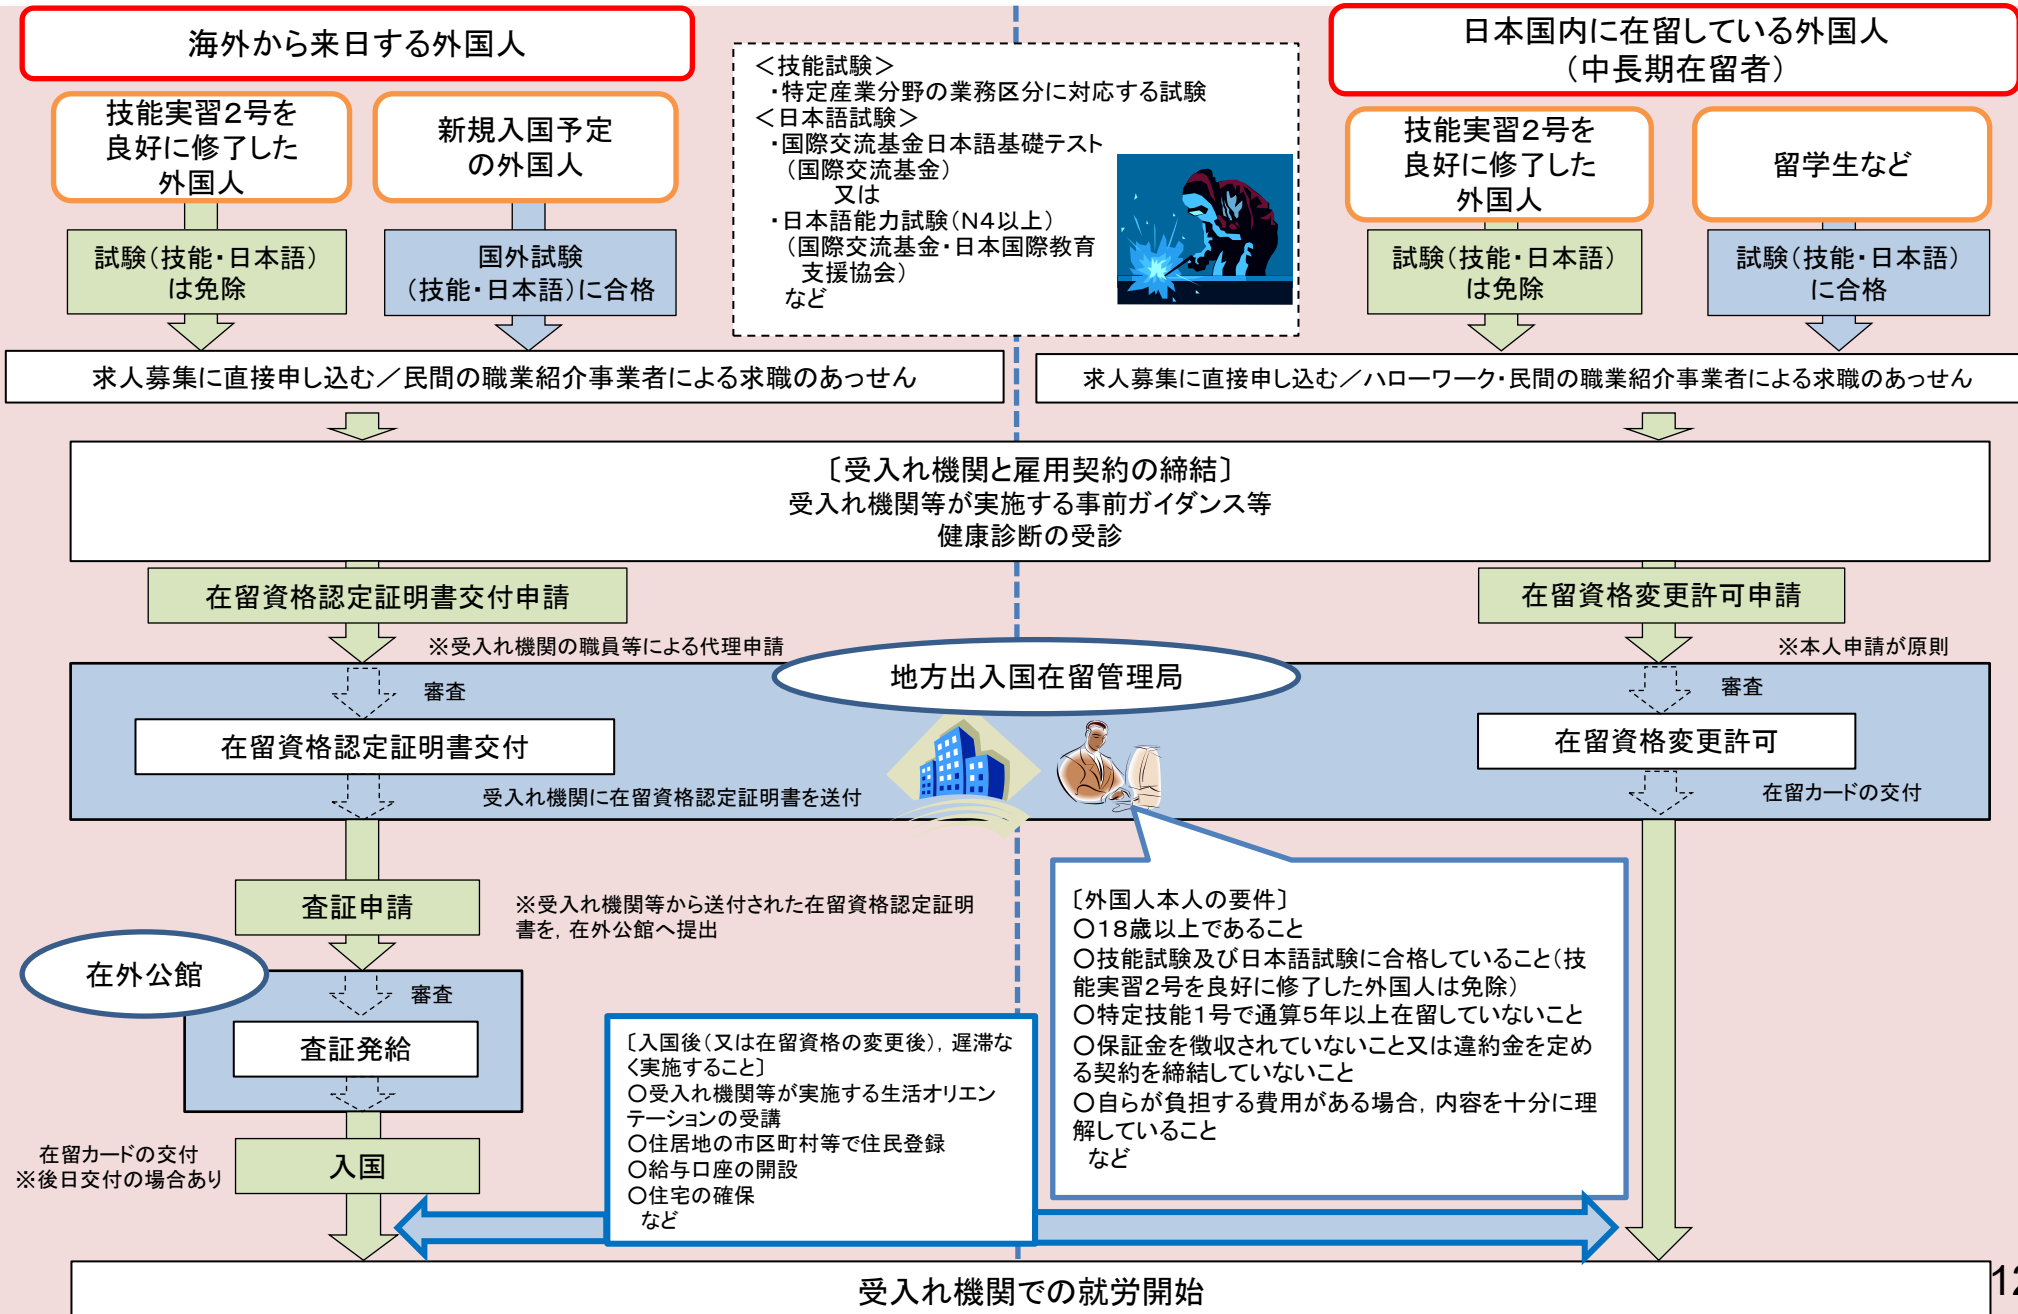 海外から来日する外国人
日本国内に在留している外国人
（中長期在留者）
技能実習２号を
良好に修了した
外国人
新規入国予定
の外国人
＜技能試験＞
・特定産業分野の業務区分に対応する試験
＜日本語試験＞
・国際交流基金日本語基礎テスト
（国際交流基金）
又は
・日本語能力試験（Ｎ４以上）
（国際交流基金・日本国際教育
支援協会）
など
技能実習２号を
良好に修了した
外国人
留学生など
試験（技能・日本語）
は免除
国外試験
（技能・日本語）に合格
試験（技能・日本語）
は免除
試験（技能・日本語）
に合格
求人募集に直接申し込む／民間の職業紹介事業者による求職のあっせん
求人募集に直接申し込む／ハローワーク・民間の職業紹介事業者による求職のあっせん
〔受入れ機関と雇用契約の締結〕
受入れ機関等が実施する事前ガイダンス等
健康診断の受診
在留資格認定証明書交付申請
在留資格変更許可申請
※受入れ機関の職員等による代理申請
※本人申請が原則
地方出入国在留管理局
審査
審査
在留資格認定証明書交付
在留資格変更許可
受入れ機関に在留資格認定証明書を送付
在留カードの交付
査証申請
※受入れ機関等から送付された在留資格認定証明
書を，在外公館へ提出
在外公館
審査
査証発給
〔外国人本人の要件〕
○１８歳以上であること
○技能試験及び日本語試験に合格していること（技
能実習２号を良好に修了した外国人は免除）
○特定技能１号で通算５年以上在留していないこと
○保証金を徴収されていないこと又は違約金を定め
る契約を締結していないこと
○自らが負担する費用がある場合，内容を十分に理
解していること
など
〔入国後（又は在留資格の変更後），遅滞な
く実施すること〕
○受入れ機関等が実施する生活オリエン
テーションの受講
○住居地の市区町村等で住民登録
○給与口座の開設
○住宅の確保
など
在留カードの交付
※後日交付の場合あり
入国
受入れ機関での就労開始
12